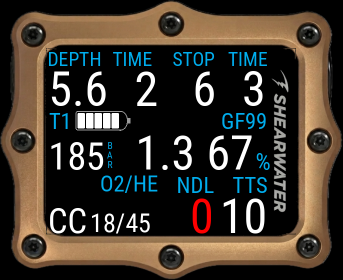 DEPTH TIME STOP TIME
5.6 2 6 3
T1 GF99
185 BAR 1.3 67%
O2/HE NDL TTS
CC 18/45 0 10
SHEARWATER